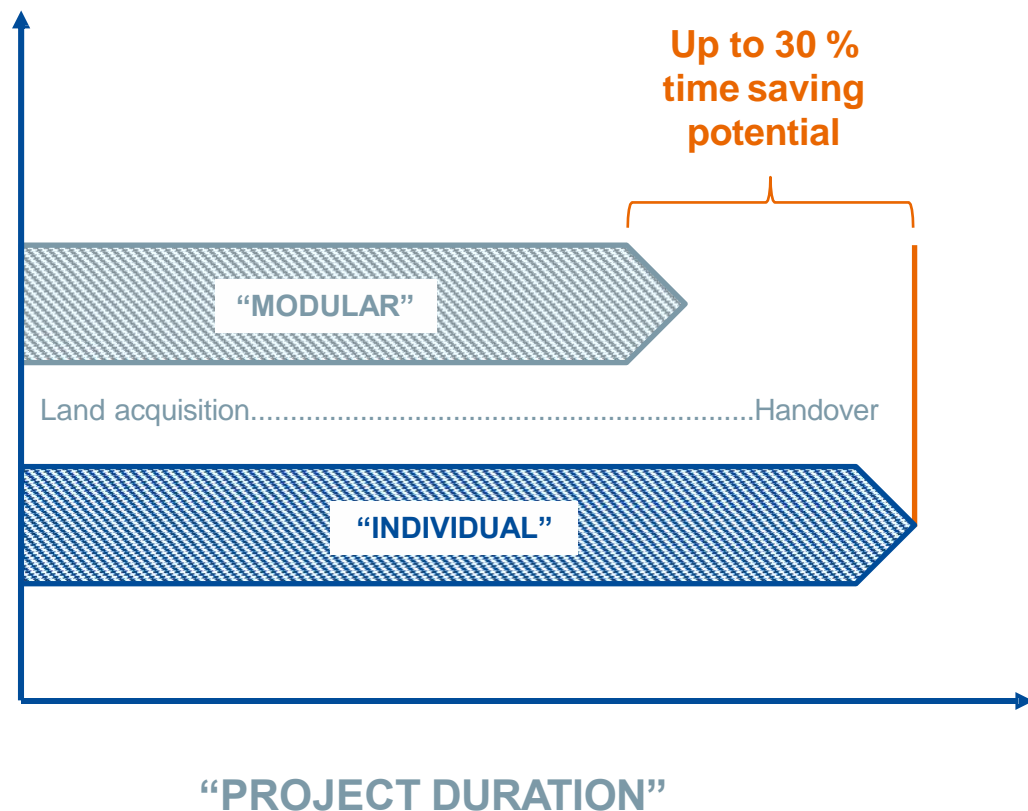 Up to 30 %
time saving
potential
“MODULAR”
Land acquisition.............................................................Handover
“INDIVIDUAL”
“PROJECT DURATION”